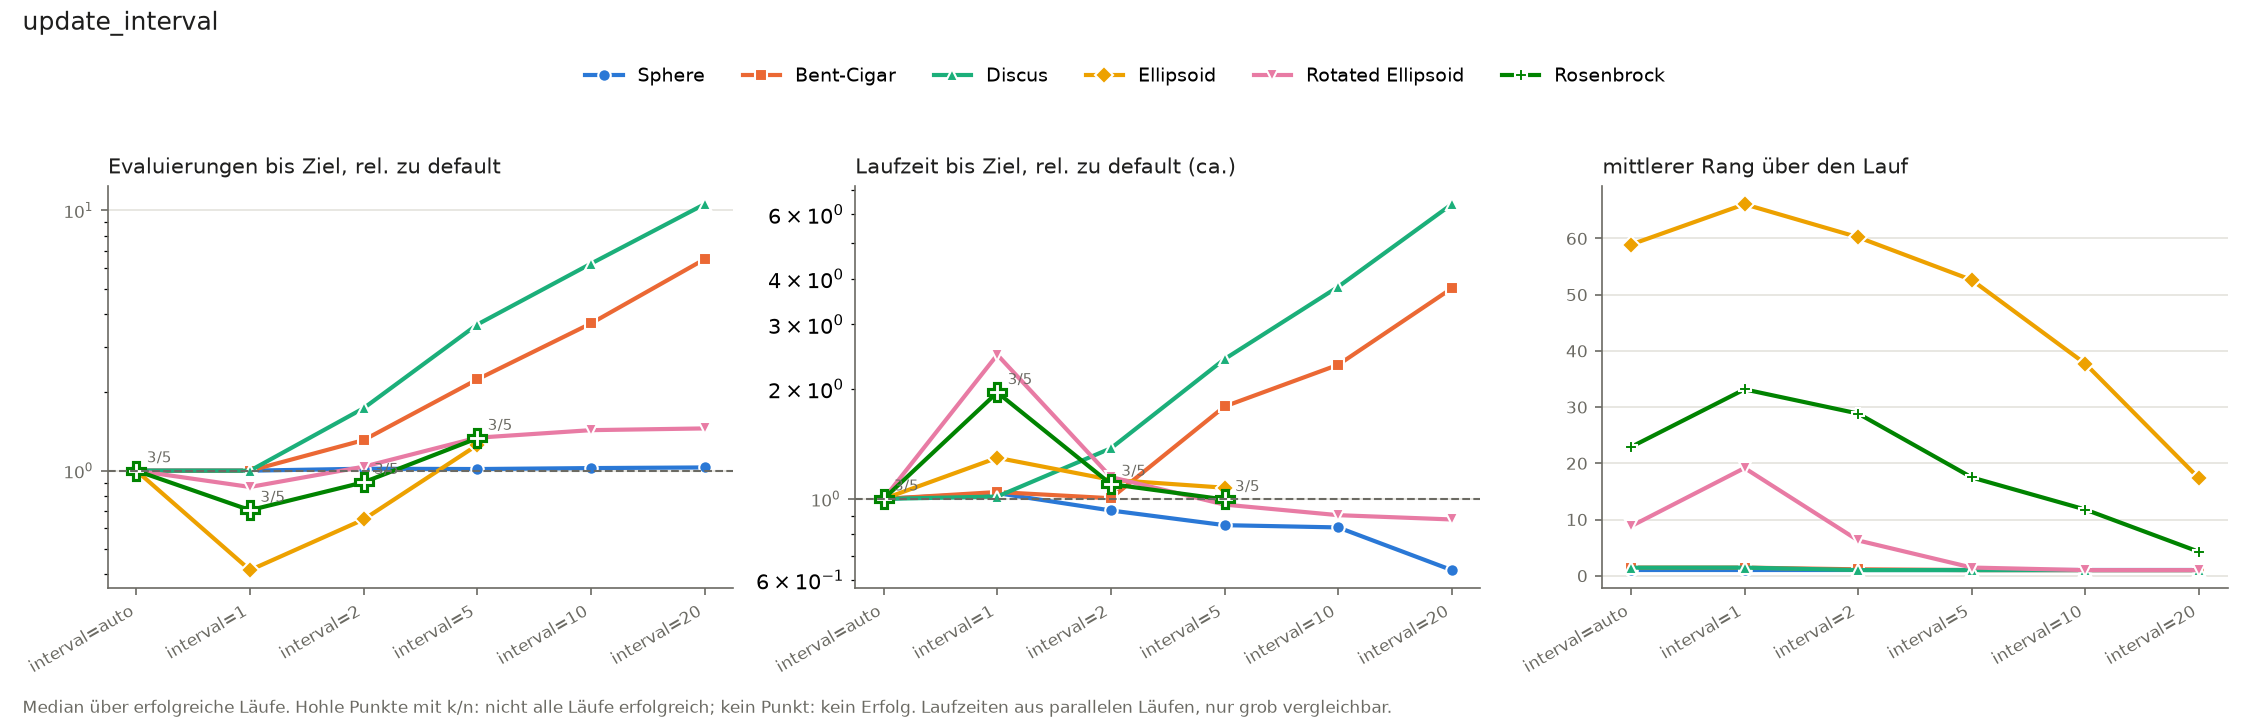 update_interval
Sphere Bent-Cigar Discus Ellipsoid Rotated Ellipsoid Rosenbrock
Evaluierungen bis Ziel, rel. zu default
10¹
10⁰
3/5
3/5
3/5
3/5
interval=auto interval=1 interval=2 interval=5 interval=10 interval=20
Laufzeit bis Ziel, rel. zu default (ca.)
6 × 10⁰
4 × 10⁰
3 × 10⁰
2 × 10⁰
10⁰
6 × 10⁻¹
3/5
3/5
3/5
3/5
interval=auto interval=1 interval=2 interval=5 interval=10 interval=20
mittlerer Rang über den Lauf
60
50
40
30
20
10
0
interval=auto interval=1 interval=2 interval=5 interval=10 interval=20
Median über erfolgreiche Läufe. Hohle Punkte mit k/n: nicht alle Läufe erfolgreich; kein Punkt: kein Erfolg. Laufzeiten aus parallelen Läufen, nur grob vergleichbar.